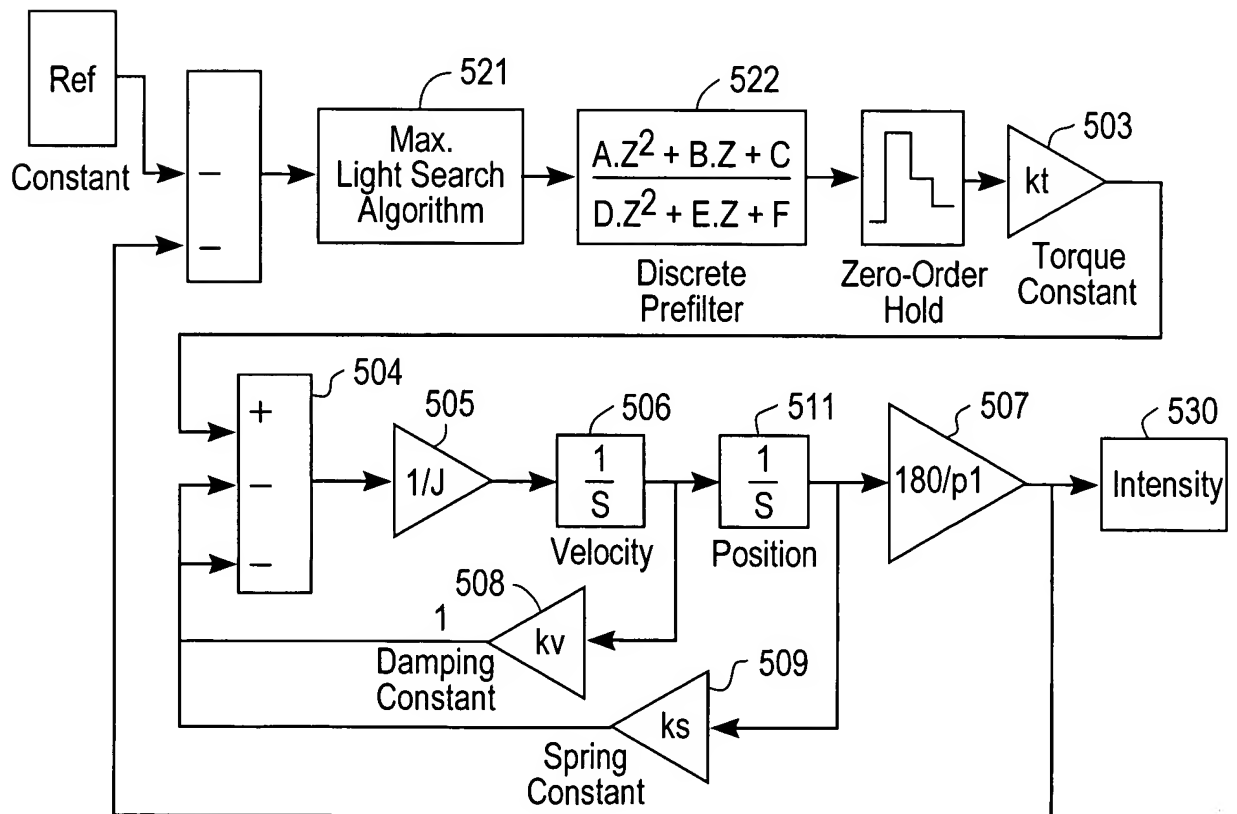 Ref
Constant
−
−
521
Max.
Light Search
Algorithm
522
A.Z² + B.Z + C
D.Z² + E.Z + F
Discrete
Prefilter
Zero-Order
Hold
503
kt
Torque
Constant
504
+
−
−
505
1/J
506
1
S
Velocity
511
1
S
Position
507
180/p1
530
Intensity
508
kv
1
Damping
Constant
509
ks
Spring
Constant